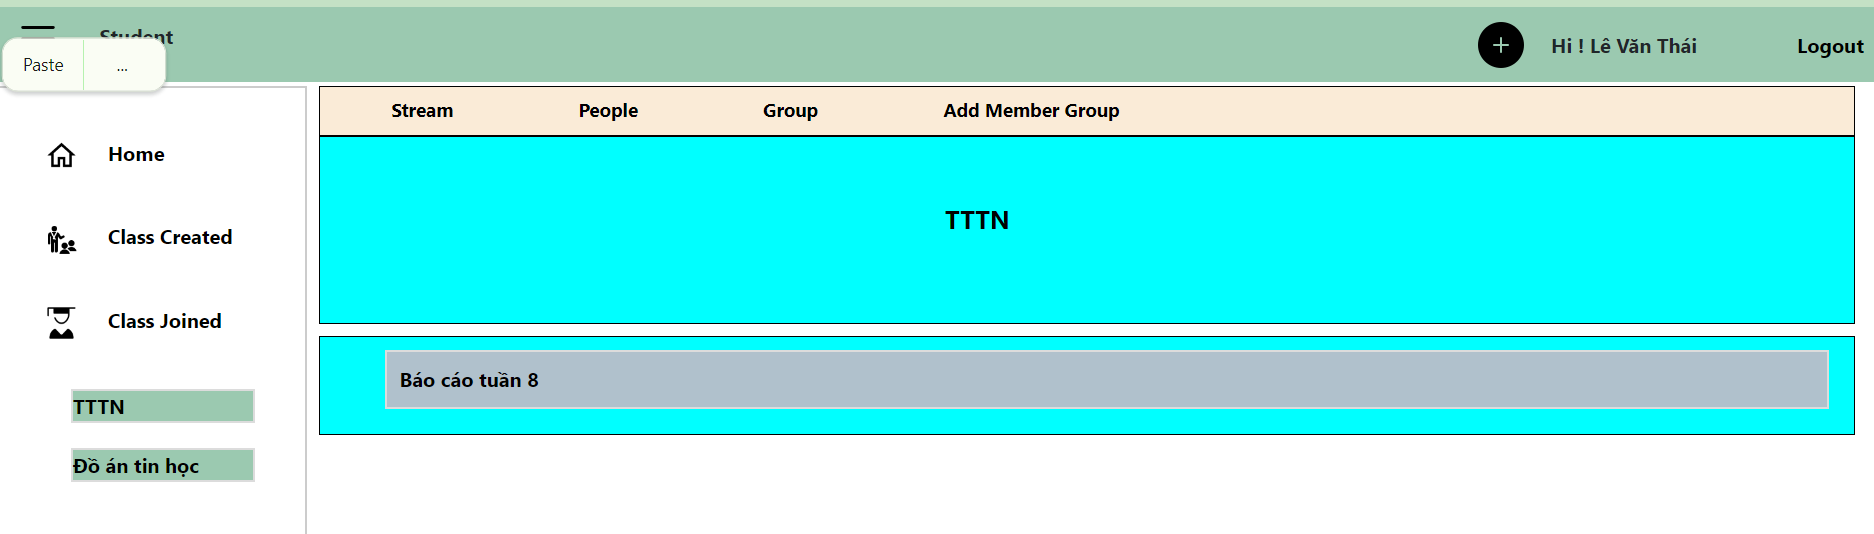 Student
Paste
...
Hi ! Lê Văn Thái
Logout
Stream
People
Group
Add Member Group
Home
Class Created
Class Joined
TTTN
Đồ án tin học
TTTN
Báo cáo tuần 8